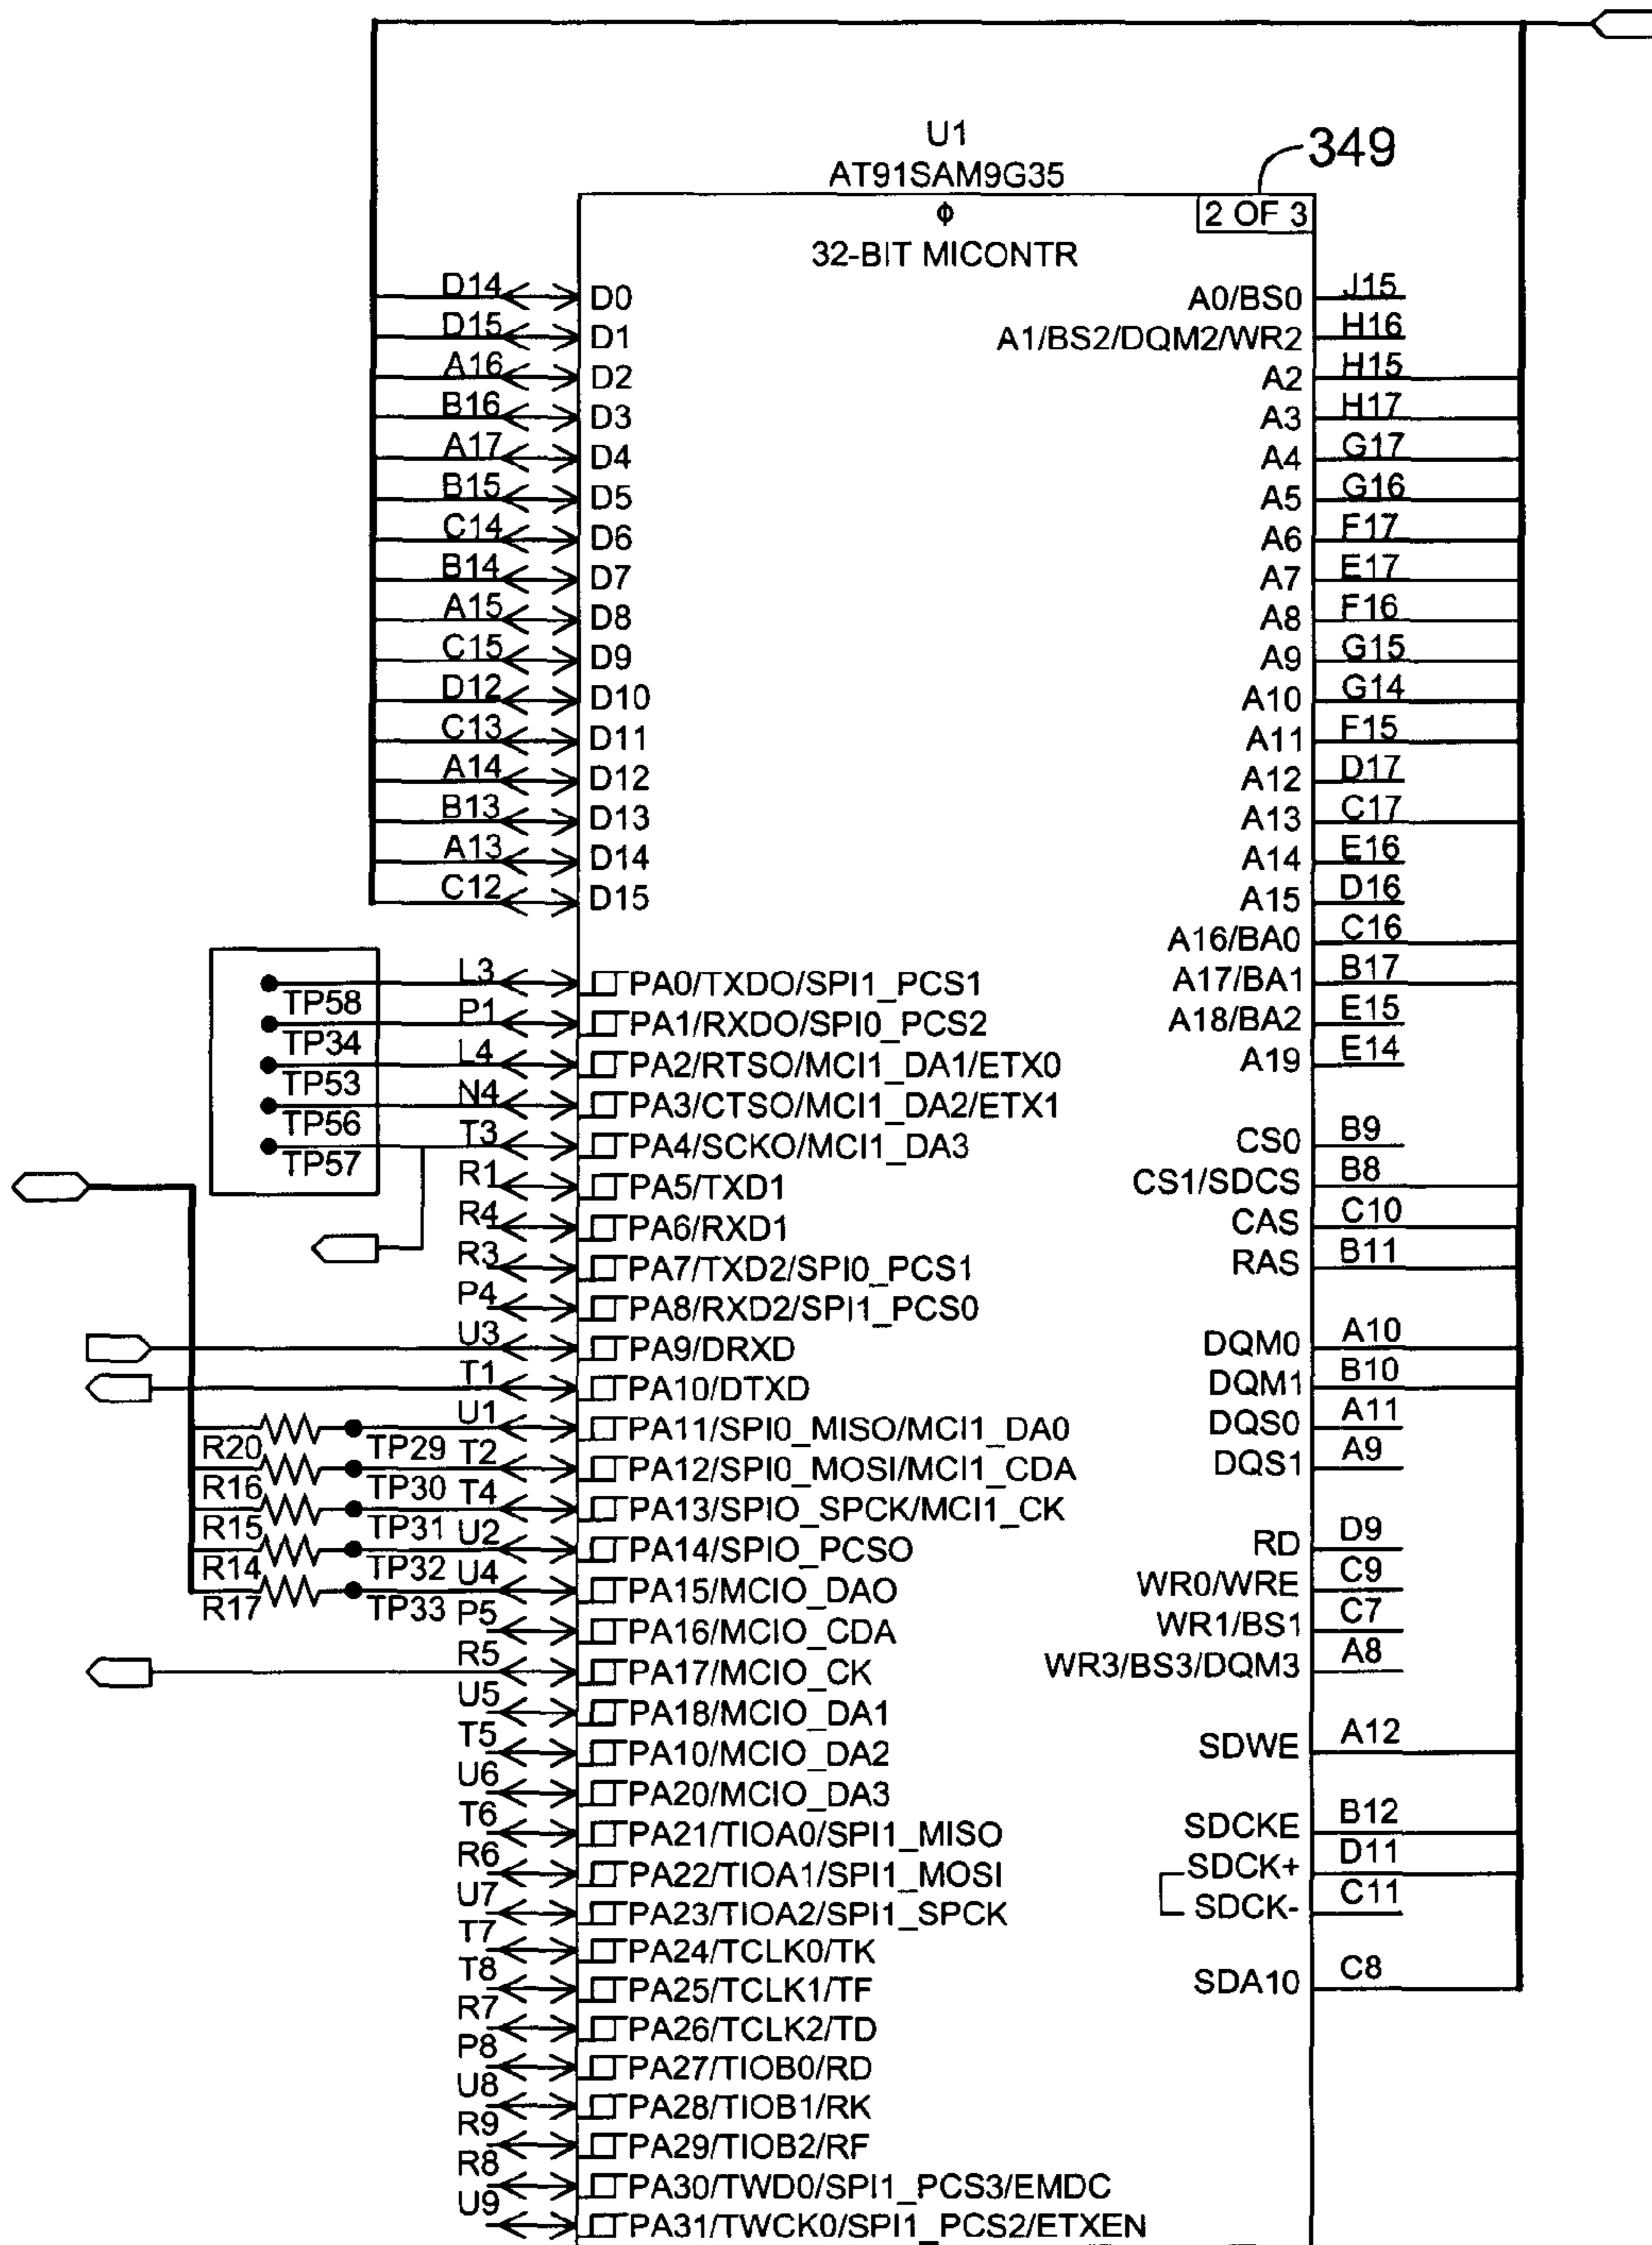 U1
349
AT91SAM9G35
Φ
2 OF 3
32-BIT MICONTR
D14 D0
D15 D1
A16 D2
B16 D3
A17 D4
B15 D5
C14 D6
B14 D7
A15 D8
C15 D9
D12 D10
C13 D11
A14 D12
B13 D13
A13 D14
C12 D15
TP58 L3 PA0/TXDO/SPI1_PCS1
TP34 P1 PA1/RXDO/SPI0_PCS2
TP53 L4 PA2/RTSO/MCI1_DA1/ETX0
TP56 N4 PA3/CTSO/MCI1_DA2/ETX1
TP57 T3 PA4/SCKO/MCI1_DA3
R1 PA5/TXD1
R4 PA6/RXD1
R3 PA7/TXD2/SPI0_PCS1
P4 PA8/RXD2/SPI1_PCS0
U3 PA9/DRXD
T1 PA10/DTXD
R20 TP29 U1 PA11/SPI0_MISO/MCI1_DA0
R16 TP30 T2 PA12/SPI0_MOSI/MCI1_CDA
R15 TP31 T4 PA13/SPIO_SPCK/MCI1_CK
R14 TP32 U2 PA14/SPIO_PCSO
R17 TP33 U4 PA15/MCIO_DAO
P5 PA16/MCIO_CDA
R5 PA17/MCIO_CK
U5 PA18/MCIO_DA1
T5 PA10/MCIO_DA2
U6 PA20/MCIO_DA3
T6 PA21/TIOA0/SPI1_MISO
R6 PA22/TIOA1/SPI1_MOSI
U7 PA23/TIOA2/SPI1_SPCK
T7 PA24/TCLK0/TK
T8 PA25/TCLK1/TF
R7 PA26/TCLK2/TD
P8 PA27/TIOB0/RD
U8 PA28/TIOB1/RK
R9 PA29/TIOB2/RF
R8 PA30/TWD0/SPI1_PCS3/EMDC
U9 PA31/TWCK0/SPI1_PCS2/ETXEN
A0/BS0 J15
A1/BS2/DQM2/WR2 H16
A2 H15
A3 H17
A4 G17
A5 G16
A6 F17
A7 E17
A8 F16
A9 G15
A10 G14
A11 F15
A12 D17
A13 C17
A14 E16
A15 D16
A16/BA0 C16
A17/BA1 B17
A18/BA2 E15
A19 E14
CS0 B9
CS1/SDCS B8
CAS C10
RAS B11
DQM0 A10
DQM1 B10
DQS0 A11
DQS1 A9
RD D9
WR0/WRE C9
WR1/BS1 C7
WR3/BS3/DQM3 A8
SDWE A12
SDCKE B12
SDCK+ D11
SDCK- C11
SDA10 C8